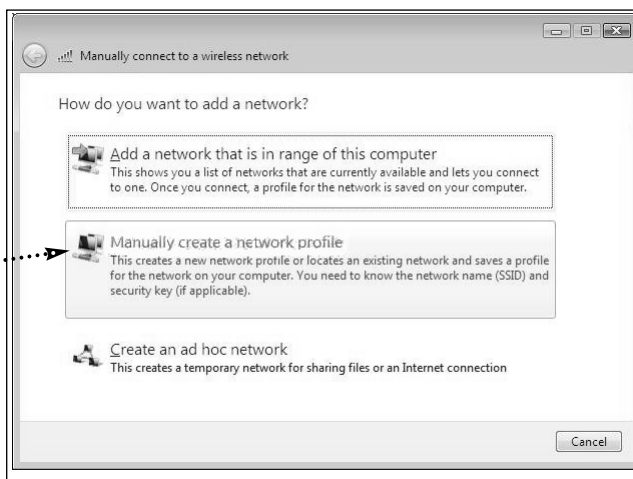 Manually connect to a wireless network
How do you want to add a network?
Add a network that is in range of this computer
This shows you a list of networks that are currently available and lets you connect
to one. Once you connect, a profile for the network is saved on your computer.
Manually create a network profile
This creates a new network profile or locates an existing network and saves a profile
for the network on your computer. You need to know the network name (SSID) and
security key (if applicable).
Create an ad hoc network
This creates a temporary network for sharing files or an Internet connection
Cancel